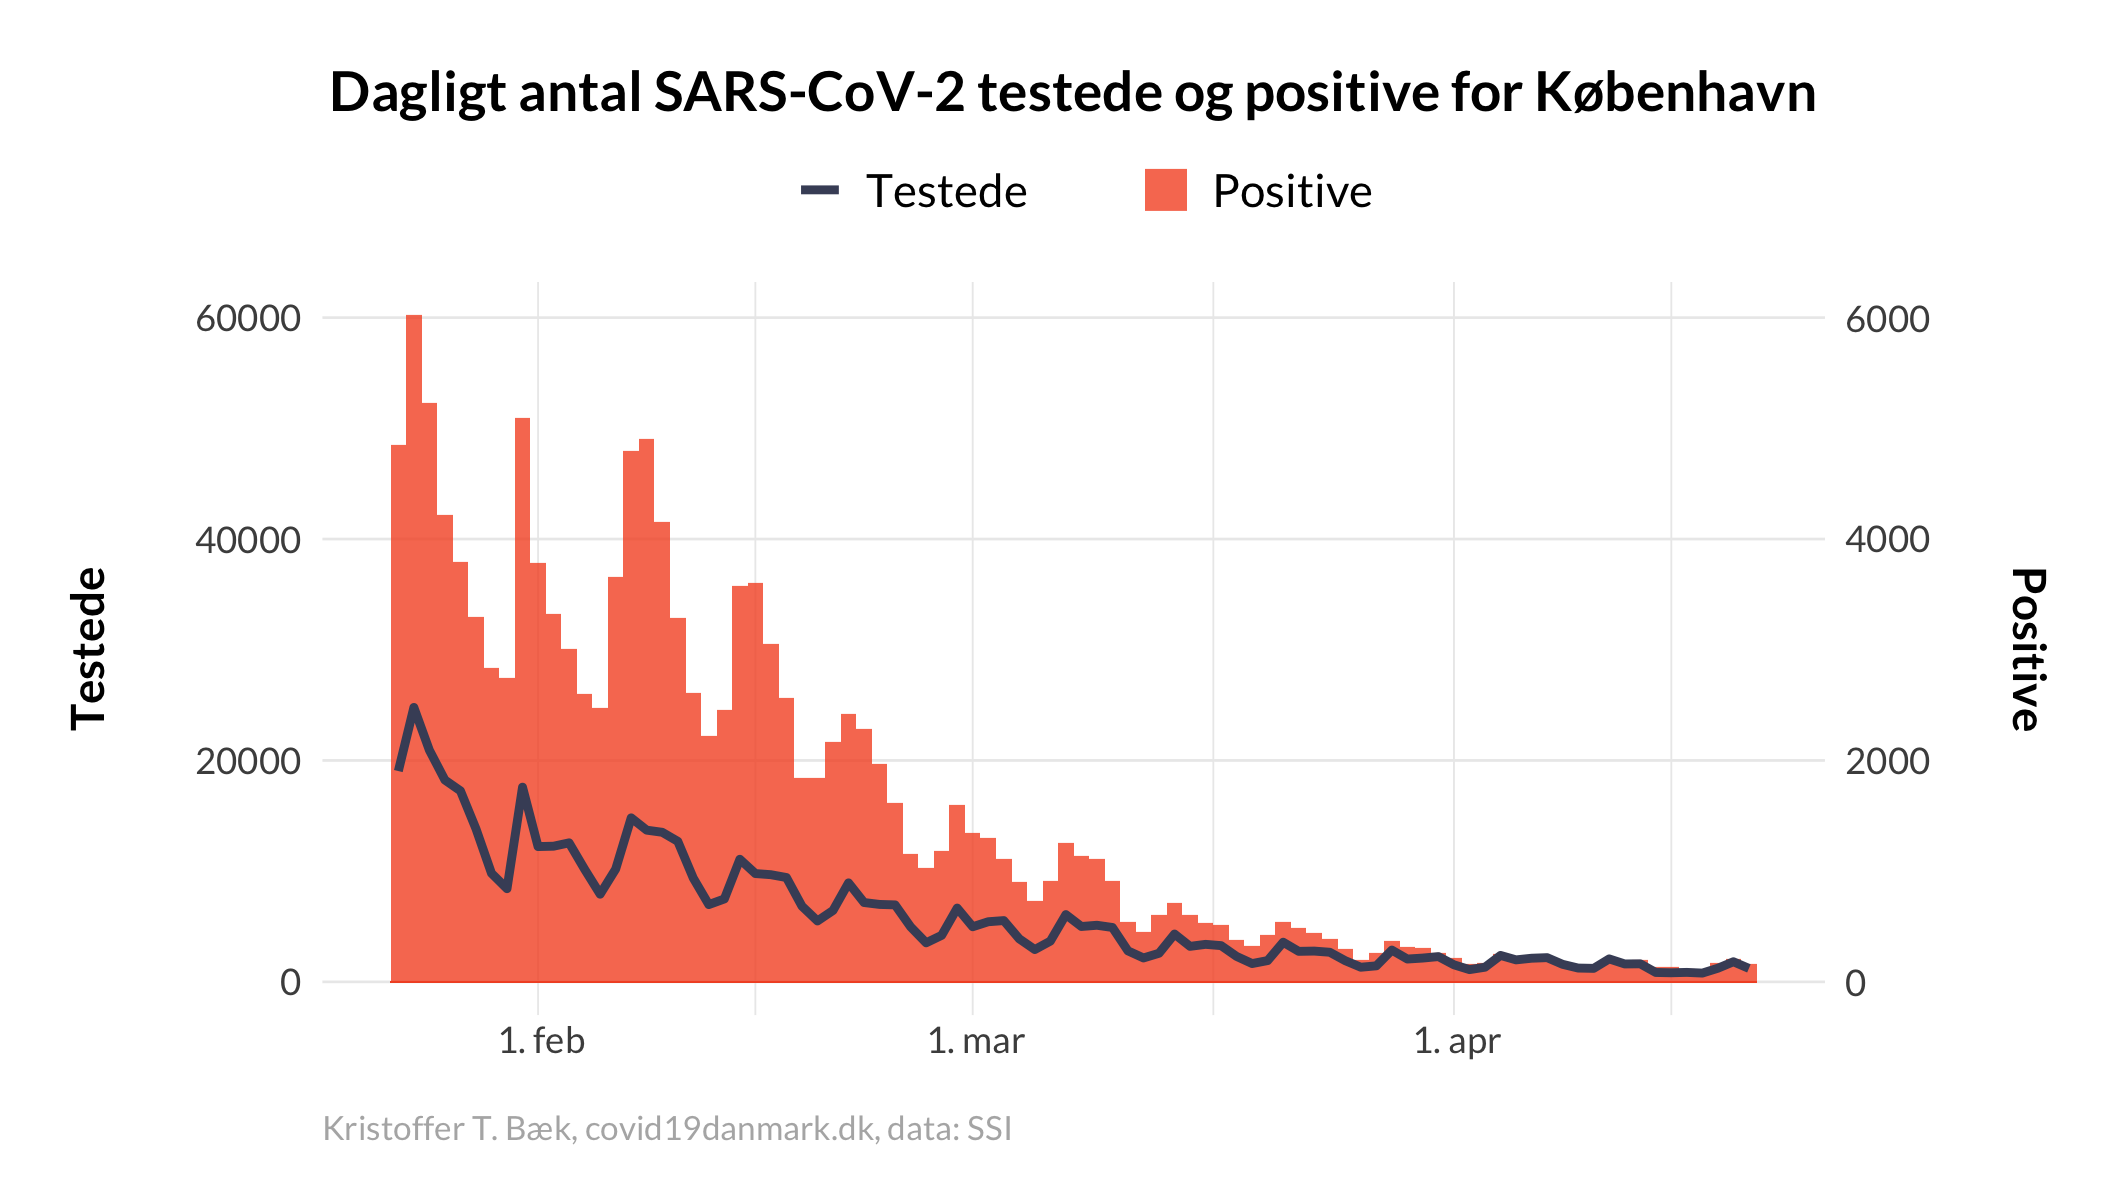 Dagligt antal SARS-CoV-2 testede og positive for København
Testede
Positive
60000
40000
20000
0
Testede
6000
4000
2000
0
Positive
1. feb
1. mar
1. apr
Kristoffer T. Bæk, covid19danmark.dk, data: SSI